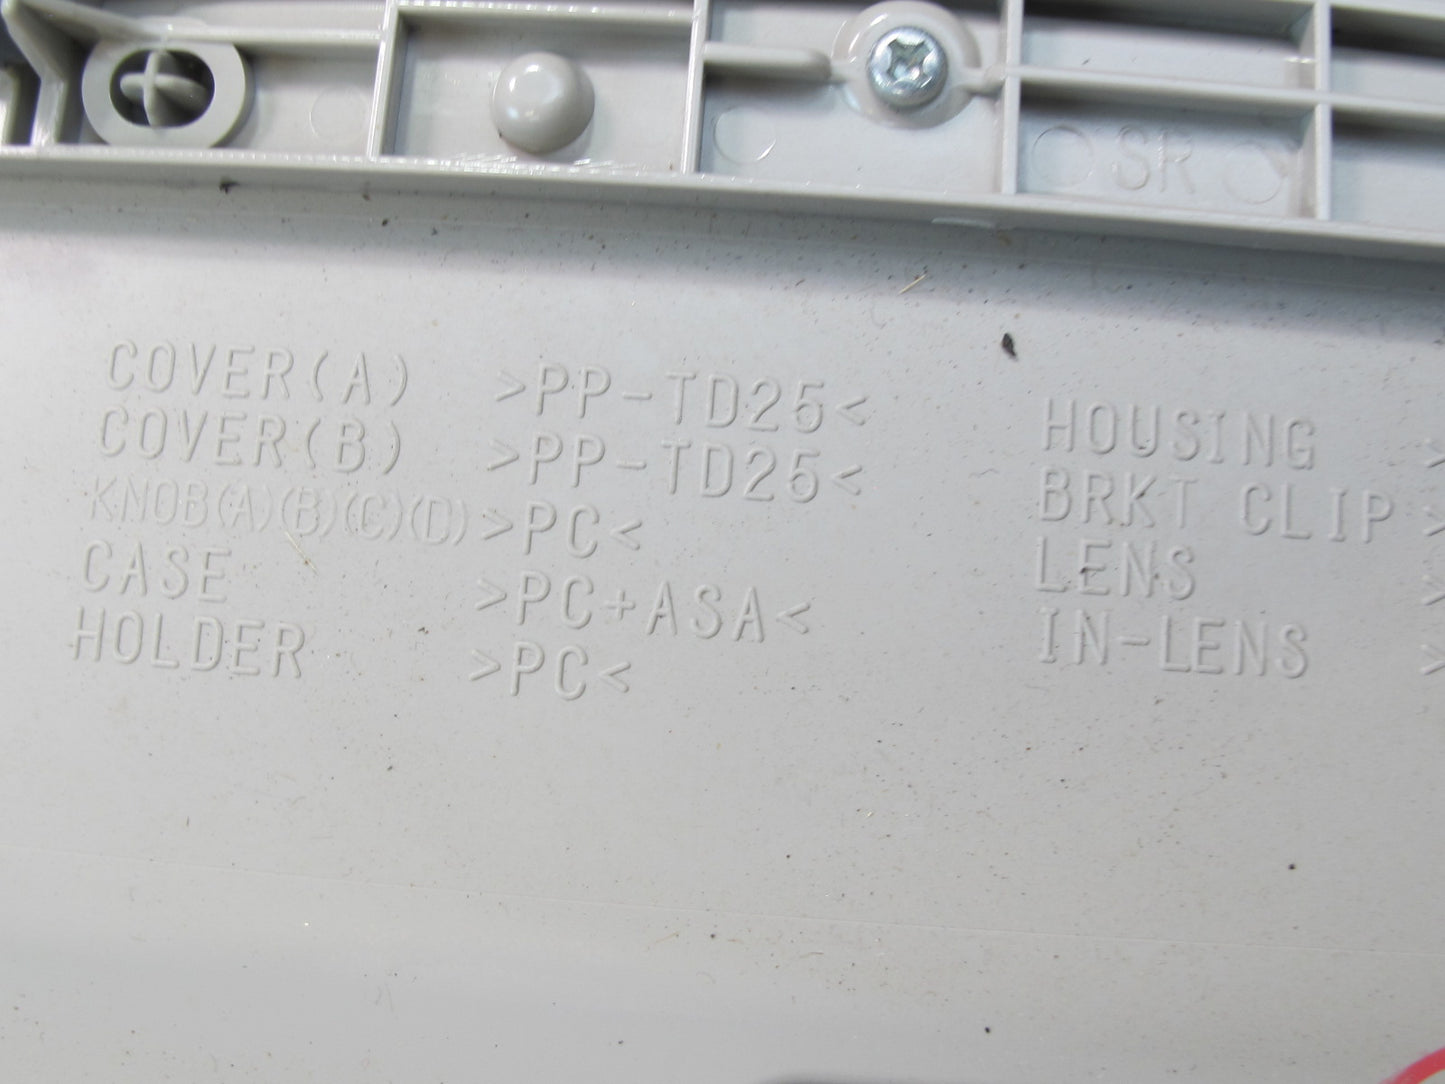 SR
COVER(A) >PP-TD25<
COVER(B) >PP-TD25<
KNOB(A)(B)(C)(D) >PC<
CASE >PC+ASA<
HOLDER >PC<
HOUSING >
BRKT CLIP >
LENS >
IN-LENS >